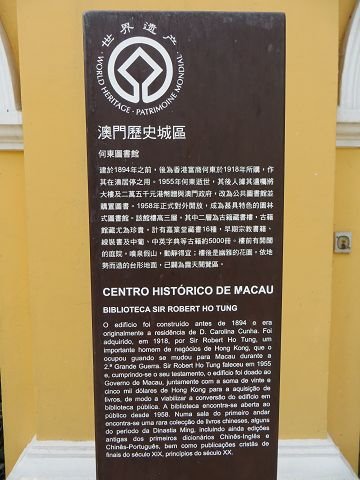 世界遗产
WORLD HERITAGE • PATRIMOINE MONDIAL
澳門歷史城區
何東圖書館
建於1894年之前，後為香港富商何東於1918年所購，作
其在澳居停之用。1955年何東逝世，其後人據其遺囑將
大樓及二萬五千元港幣贈與澳門政府，改為公共圖書館並
購置圖書。1958年正式對外開放，成為甚具特色的園林
式圖書館。該館樓高三層，其中二層為古籍藏書樓，古籍
館藏尤為珍貴，計有嘉業堂藏書16種，早期宗教書籍、
線裝書及中葡、中英字典等古籍約5000冊。樓前有開闊
的庭院，噴泉假山，動靜得宜；樓後是幽雅的花園，依地
勢而造的台形地面，已闢為露天閱覽區。
CENTRO HISTÓRICO DE MACAU
BIBLIOTECA SIR ROBERT HO TUNG
O edifício foi construído antes de 1894 e era
originalmente a residência de D. Carolina Cunha. Foi
adquirido, em 1918, por Sir Robert Ho Tung, um
importante homem de negócios de Hong Kong, que o
ocupou quando se mudou para Macau durante a
2.ª Grande Guerra. Sir Robert Ho Tung faleceu em 1955
e, cumprindo-se o seu testamento, o edifício foi doado ao
Governo de Macau, juntamente com a soma de vinte e
cinco mil dólares de Hong Kong para a aquisição de
livros, de modo a viabilizar a conversão do edifício em
biblioteca pública. A biblioteca encontra-se aberta ao
público desde 1958. Numa sala do primeiro andar
encontra-se uma rara colecção de livros chineses, alguns
do período da Dinastia Ming, incluindo ainda edições
antigas dos primeiros dicionários Chinês-Inglês e
Chinês-Português, bem como publicações cristãs de
finais do século XIX, princípios do século XX.